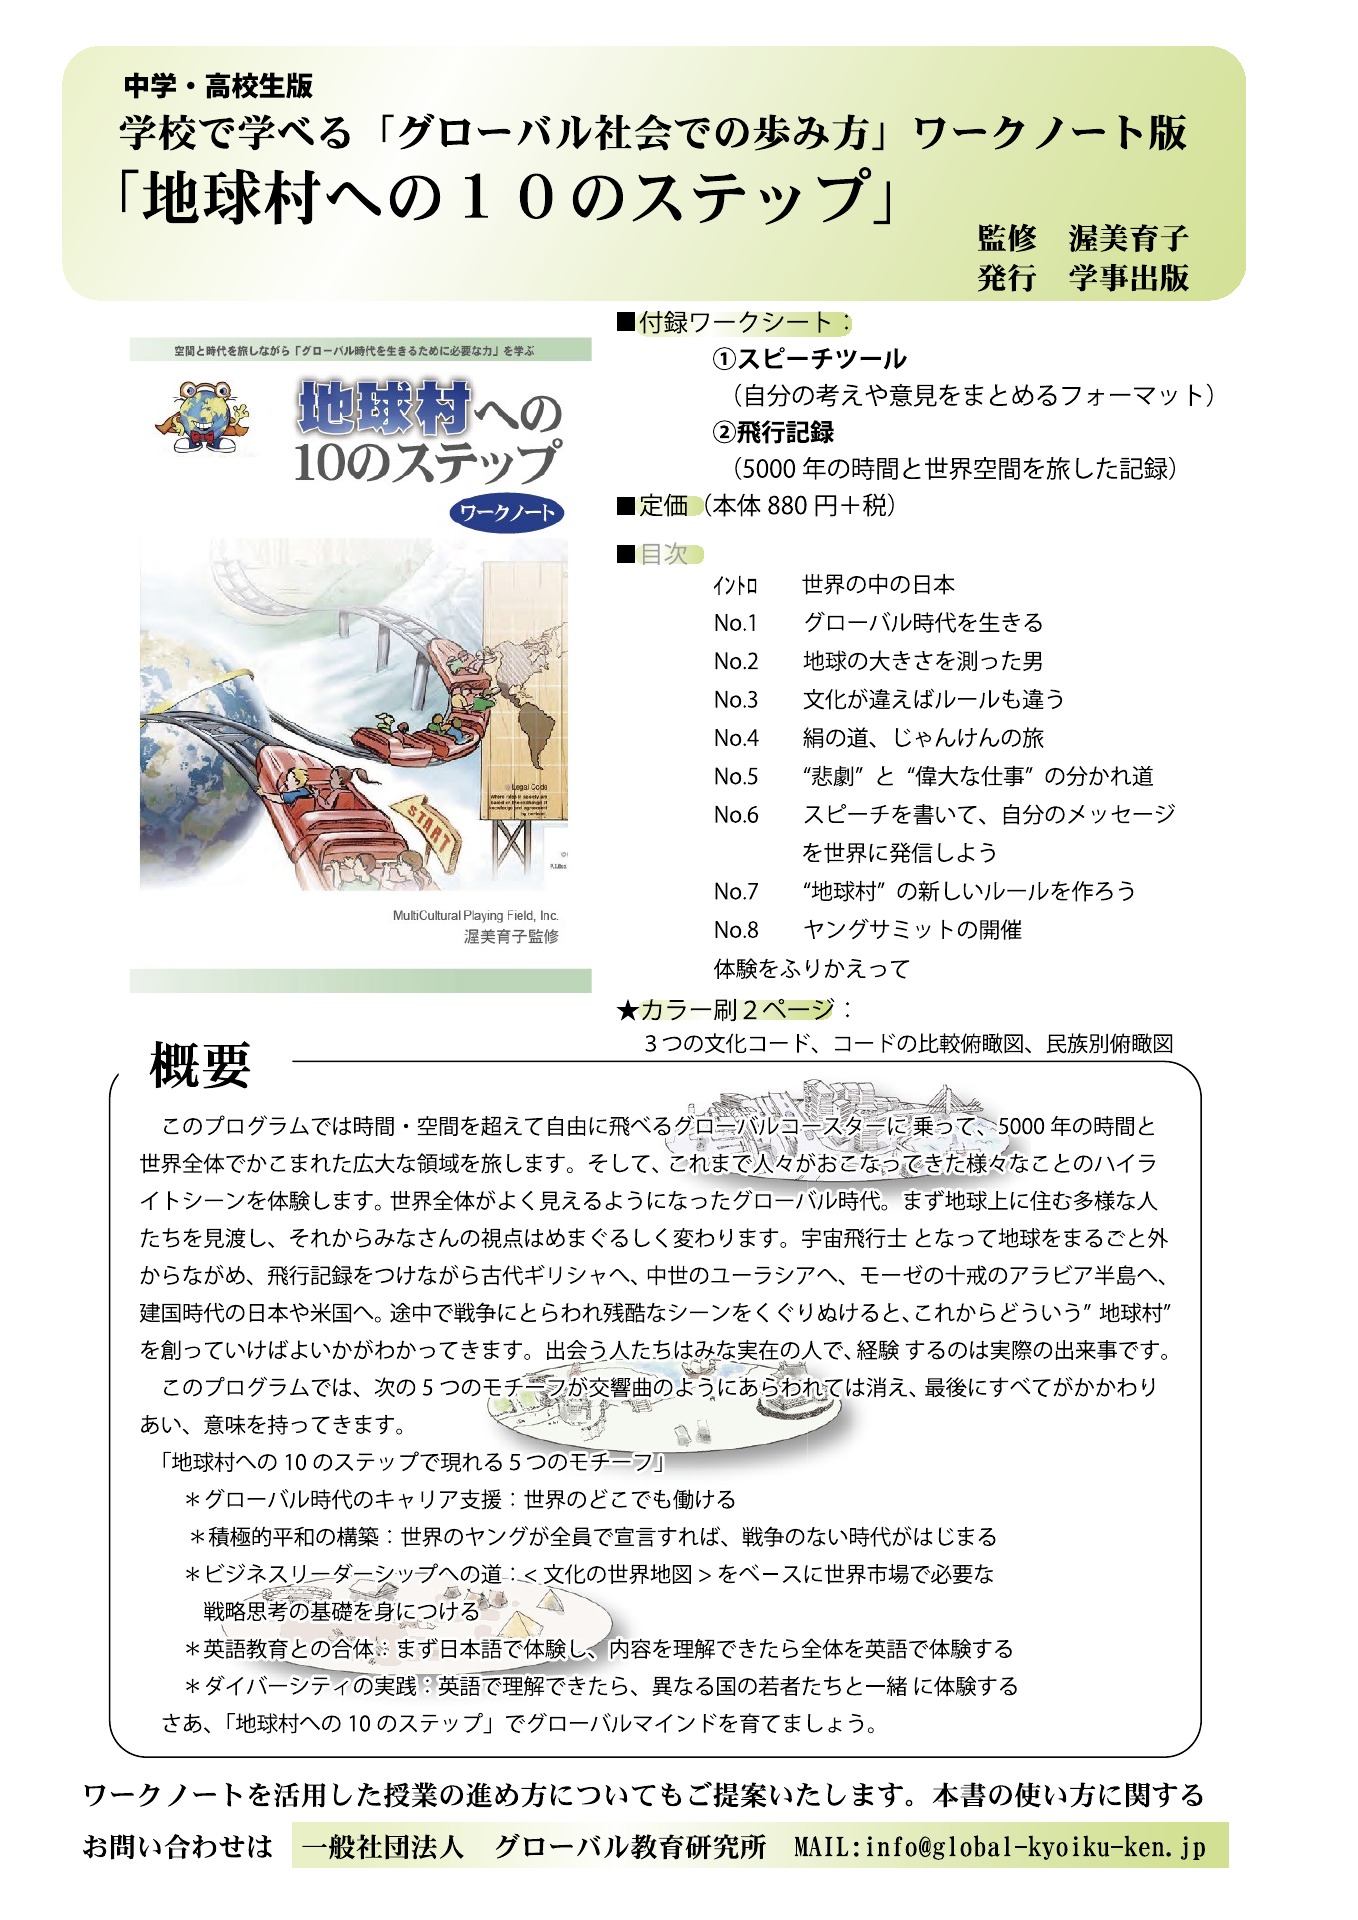 中学・高校生版
学校で学べる「グローバル社会での歩み方」ワークノート版
「地球村への１０のステップ」
監修　渥美育子
発行　学事出版
空間と時代を旅しながら「グローバル時代を生きるために必要な力」を学ぶ
地球村への
10のステップ
ワークノート
START
Legal Code
MultiCultural Playing Field, Inc.
渥美育子監修
■付録ワークシート：
①スピーチツール
（自分の考えや意見をまとめるフォーマット）
②飛行記録
（5000 年の時間と世界空間を旅した記録）
■定価（本体 880 円＋税）
■目次
ｲﾝﾄﾛ　世界の中の日本
No.1　グローバル時代を生きる
No.2　地球の大きさを測った男
No.3　文化が違えばルールも違う
No.4　絹の道、じゃんけんの旅
No.5　“悲劇”と“偉大な仕事”の分かれ道
No.6　スピーチを書いて、自分のメッセージ
を世界に発信しよう
No.7　“地球村”の新しいルールを作ろう
No.8　ヤングサミットの開催
体験をふりかえって
★カラー刷２ページ：
３つの文化コード、コードの比較俯瞰図、民族別俯瞰図
概要
このプログラムでは時間・空間を超えて自由に飛べるグローバルコースターに 乗って、5000 年の時間と
世界全体でかこまれた広大な領域を旅します。そして、これまで人々がおこなってきた様々なことのハイラ
イトシーンを体験します。世界全体がよく見えるようになったグローバル時代。まず地球上に住む多様な人
たちを見渡し、それからみなさんの視点はめまぐるしく変わります。宇宙飛行士 となって地球をまるごと外
からながめ、飛行記録をつけながら古代ギリシャへ、中世のユーラシアへ、モーゼの十戒のアラビア半島へ、
建国時代の日本や米国へ。途中で戦争にとらわれ残酷なシーンをくぐりぬけると、これからどういう” 地球村”
を創っていけばよいかがわかってきます。出会う人たちはみな実在の人で、経験 するのは実際の出来事です。
このプログラムでは、次の 5 つのモチーフが交響曲のようにあらわれては消え、最後にすべてがかかわり
あい、意味を持ってきます。
「地球村への 10 のステップで現れる 5 つのモチーフ」
＊グローバル時代のキャリア支援：世界のどこでも働ける
＊積極的平和の構築：世界のヤングが全員で宣言すれば、戦争のない時代がはじまる
＊ビジネスリーダーシップへの道：< 文化の世界地図 > をベースに世界市場で必要な
戦略思考の基礎を身につける
＊英語教育との合体：まず日本語で体験し、内容を理解できたら全体を英語で体験する
＊ダイバーシティの実践：英語で理解できたら、異なる国の若者たちと一緒 に体験する
さあ、「地球村への 10 のステップ」でグローバルマインドを育てましょう。
ワークノートを活用した授業の進め方についてもご提案いたします。本書の使い方に関する
お問い合わせは　一般社団法人　グローバル教育研究所　MAIL:info@global-kyoiku-ken.jp